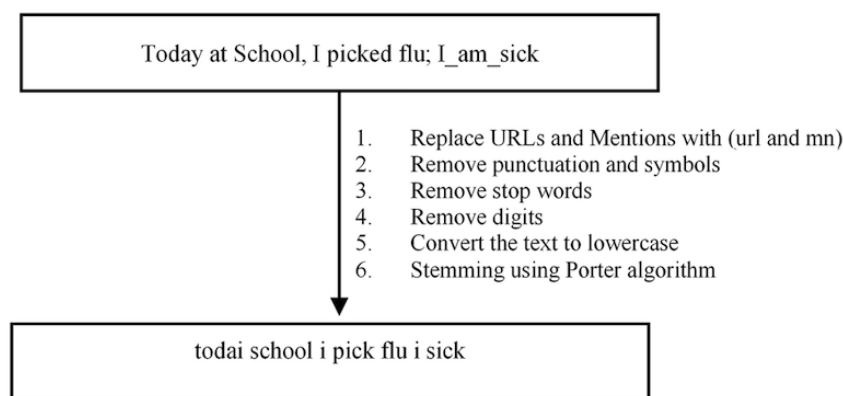 Today at School, I picked flu; I_am_sick
1. Replace URLs and Mentions with (url and mn)
2. Remove punctuation and symbols
3. Remove stop words
4. Remove digits
5. Convert the text to lowercase
6. Stemming using Porter algorithm
todai school i pick flu i sick